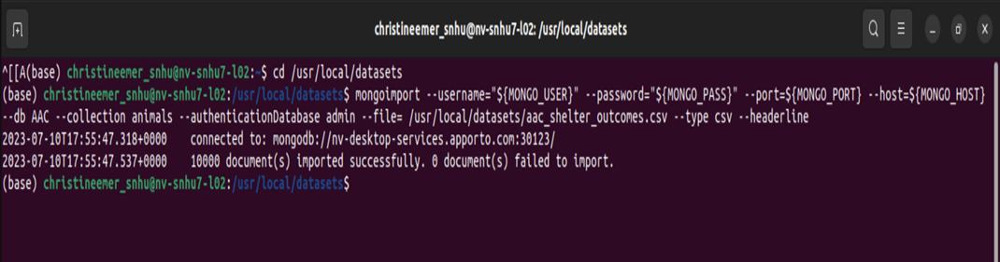 christineemer_snhu@nv-snhu7-l02: /usr/local/datasets
^[[A(base) christineemer_snhu@nv-snhu7-l02:~$ cd /usr/local/datasets
(base) christineemer_snhu@nv-snhu7-l02:/usr/local/datasets$ mongoimport --username="${MONGO_USER}" --password="${MONGO_PASS}" --port=${MONGO_PORT} --host=${MONGO_HOST}
--db AAC --collection animals --authenticationDatabase admin --file= /usr/local/datasets/aac_shelter_outcomes.csv --type csv --headerline
2023-07-10T17:55:47.318+0000 connected to: mongodb://nv-desktop-services.apporto.com:30123/
2023-07-10T17:55:47.537+0000 10000 document(s) imported successfully. 0 document(s) failed to import.
(base) christineemer_snhu@nv-snhu7-l02:/usr/local/datasets$